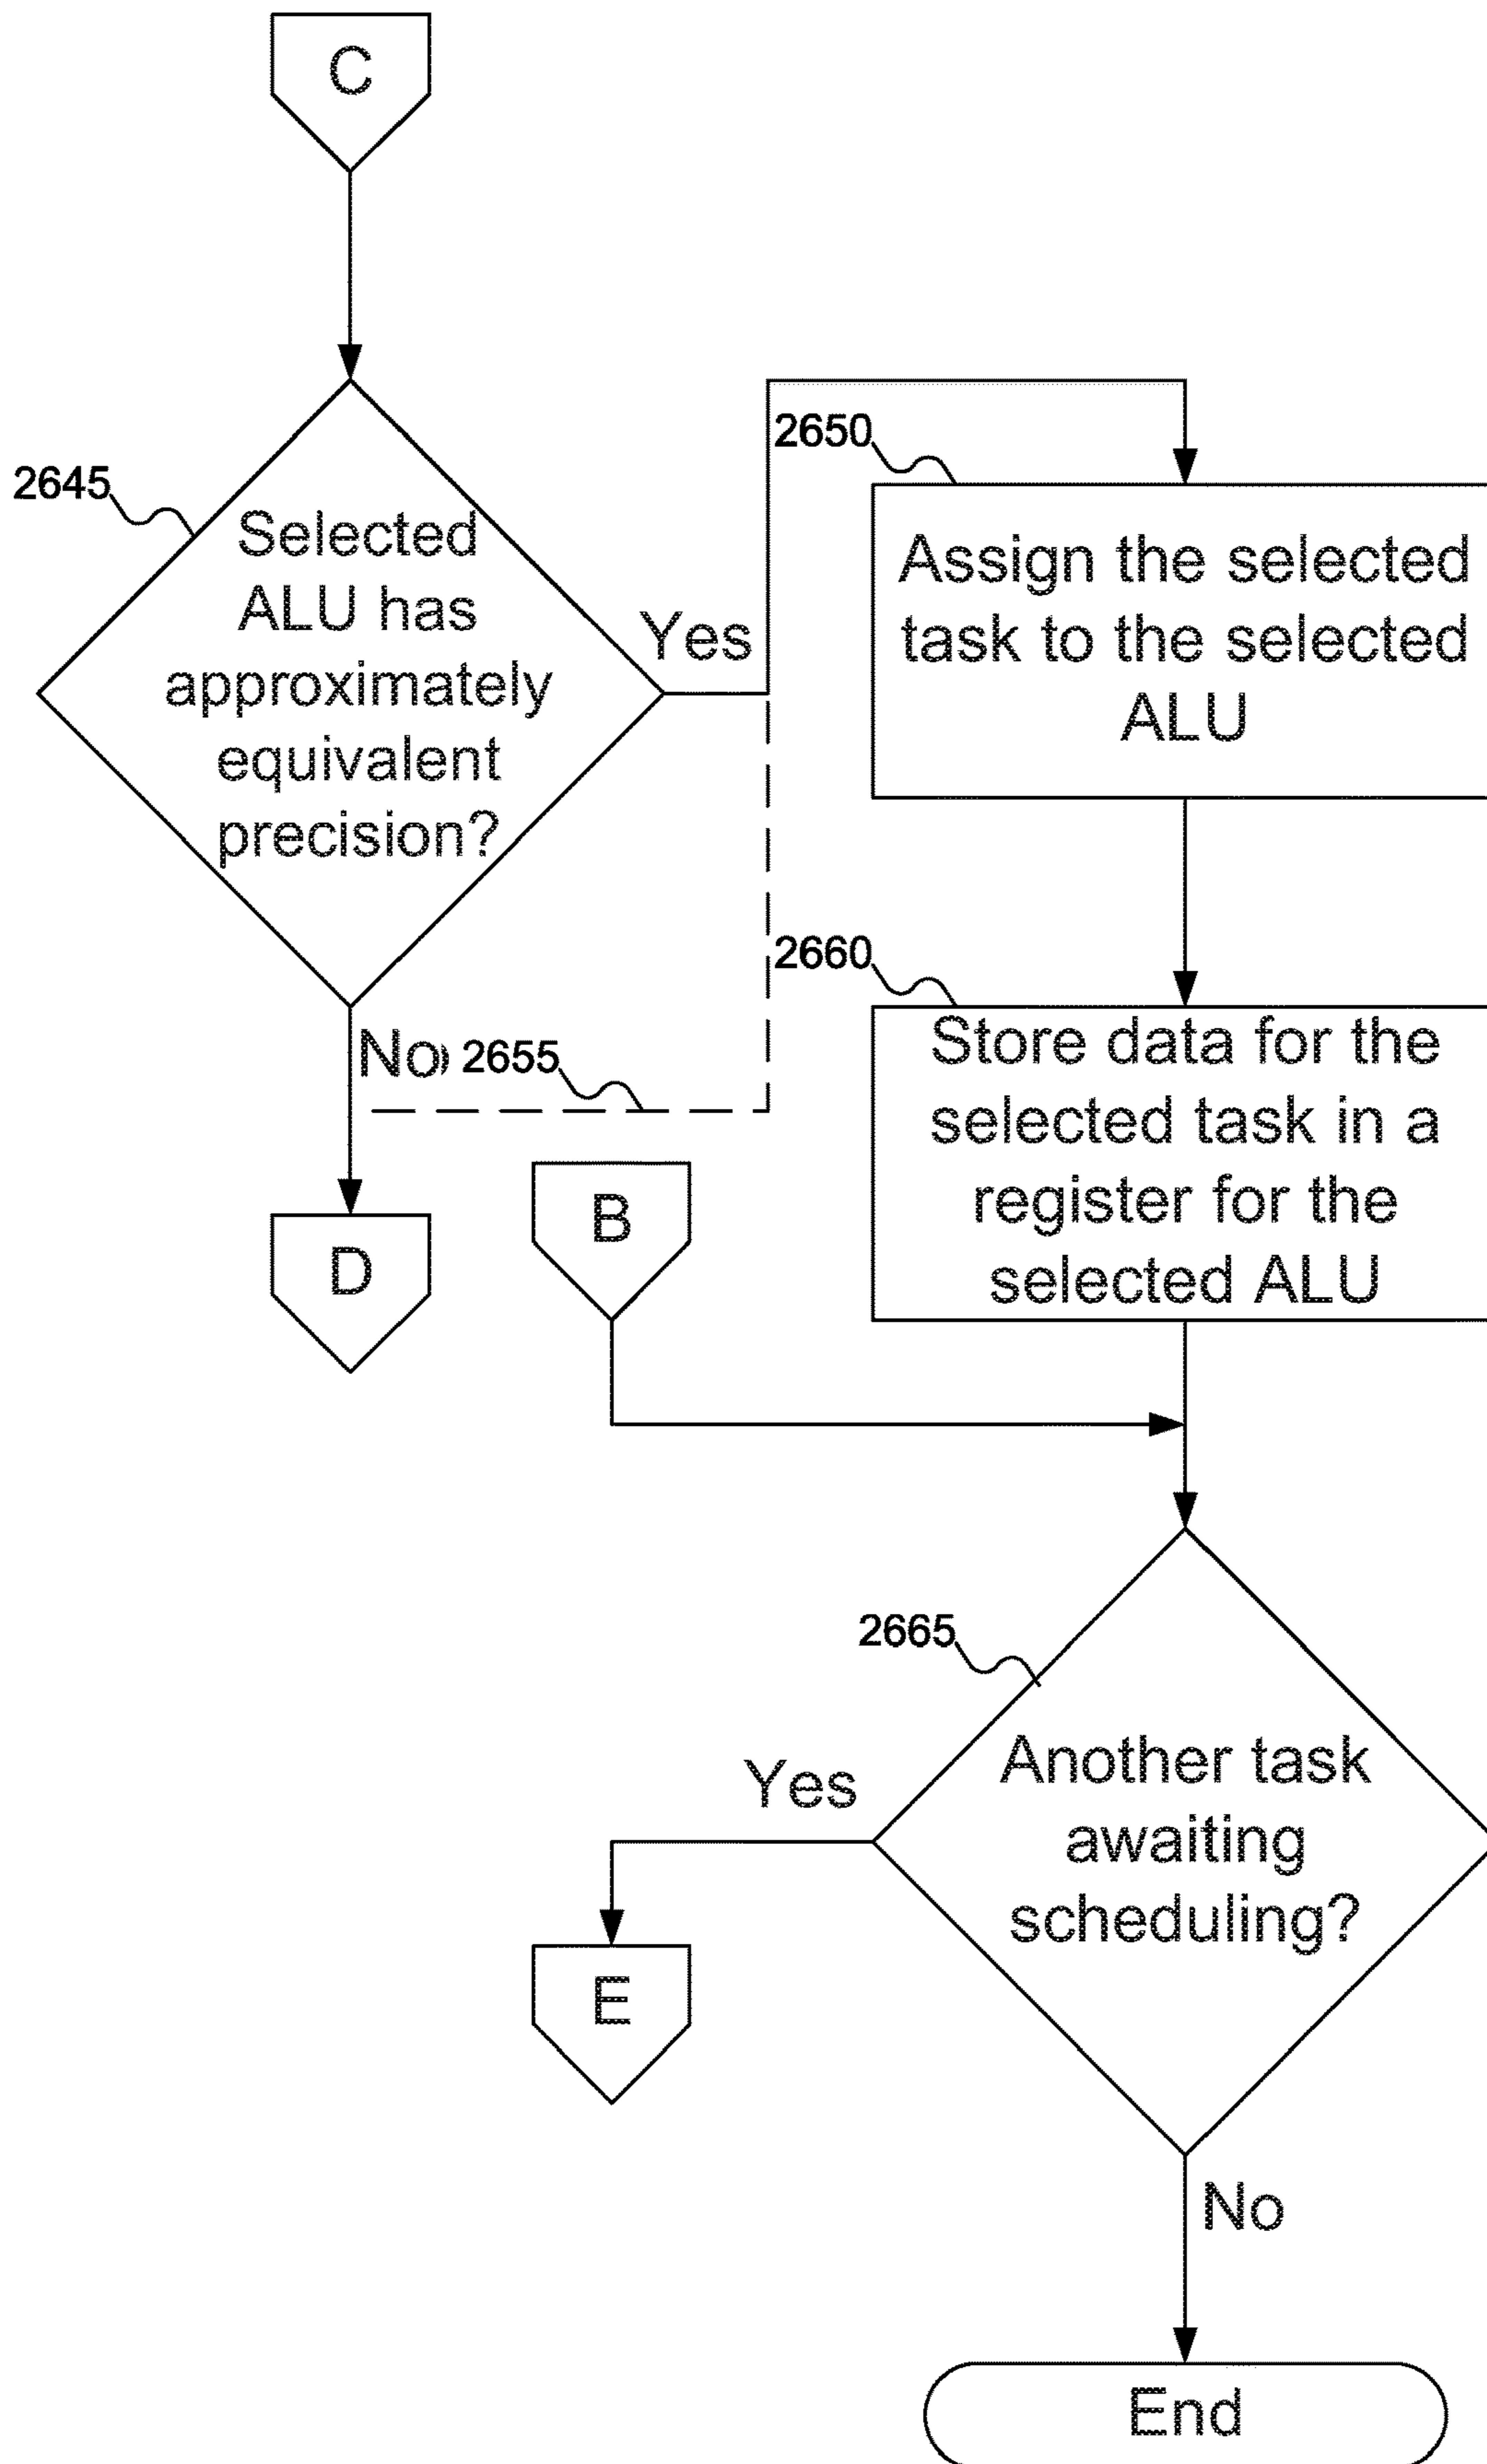 C
2645
Selected
ALU has
approximately
equivalent
precision?
Yes
2650
Assign the selected
task to the selected
ALU
No
2655
D
2660
Store data for the
selected task in a
register for the
selected ALU
B
2665
Another task
awaiting
scheduling?
Yes
E
No
End